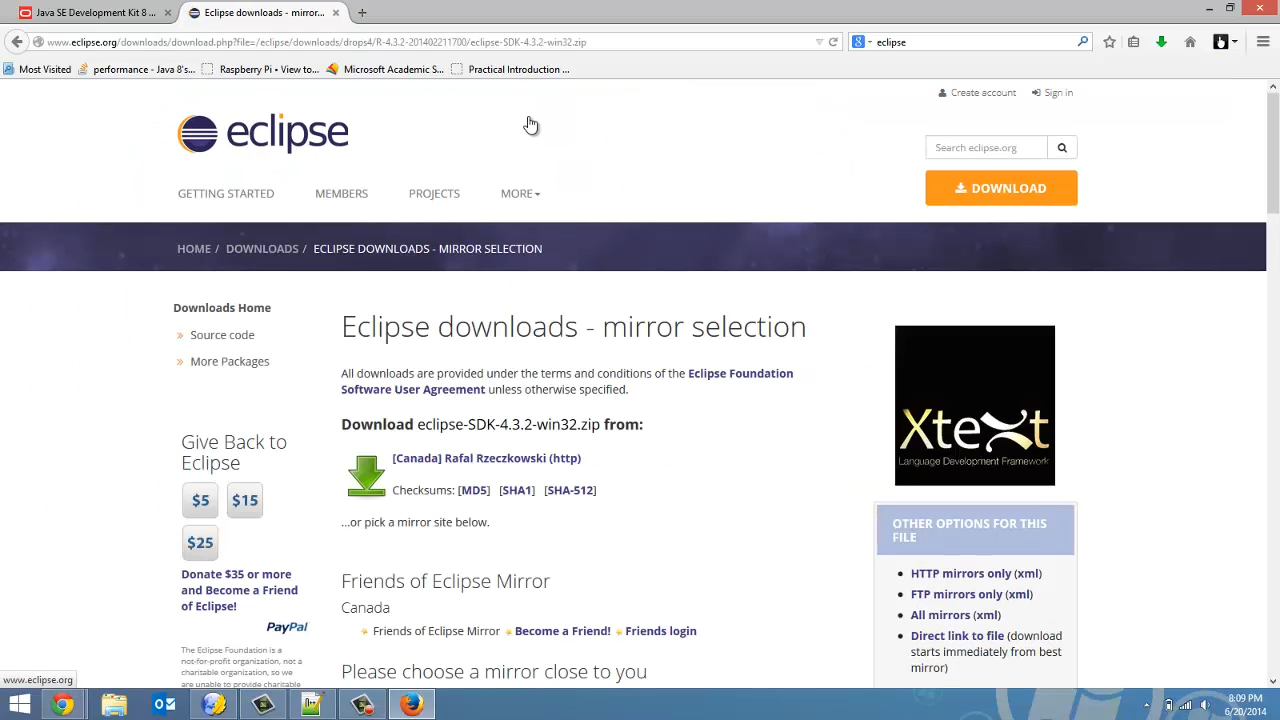 Java SE Development Kit 8 ... ×
Eclipse downloads - mirror... ×
www.eclipse.org/downloads/download.php?file=/eclipse/downloads/drops4/R-4.3.2-201402211700/eclipse-SDK-4.3.2-win32.zip
eclipse
Most Visited
performance - Java 8's...
Raspberry Pi • View to...
Microsoft Academic S...
Practical Introduction ...
Create account
Sign in
eclipse
Search eclipse.org
DOWNLOAD
GETTING STARTED
MEMBERS
PROJECTS
MORE
HOME / DOWNLOADS / ECLIPSE DOWNLOADS - MIRROR SELECTION
Downloads Home
» Source code
» More Packages
Give Back to
Eclipse
$5 $15
$25
Donate $35 or more
and Become a Friend
of Eclipse!
PayPal
The Eclipse Foundation is a
not-for-profit organization, not a
charitable organization, so we
are unable to provide charitable
Eclipse downloads - mirror selection
All downloads are provided under the terms and conditions of the Eclipse Foundation
Software User Agreement unless otherwise specified.
Download eclipse-SDK-4.3.2-win32.zip from:
[Canada] Rafal Rzeczkowski (http)
Checksums: [MD5] [SHA1] [SHA-512]
...or pick a mirror site below.
Friends of Eclipse Mirror
Canada
Friends of Eclipse Mirror Become a Friend! Friends login
Please choose a mirror close to you
Xtext
Language Development Framework
OTHER OPTIONS FOR THIS
FILE
• HTTP mirrors only (xml)
• FTP mirrors only (xml)
• All mirrors (xml)
• Direct link to file (download
starts immediately from best
mirror)
www.eclipse.org
8:09 PM
6/20/2014